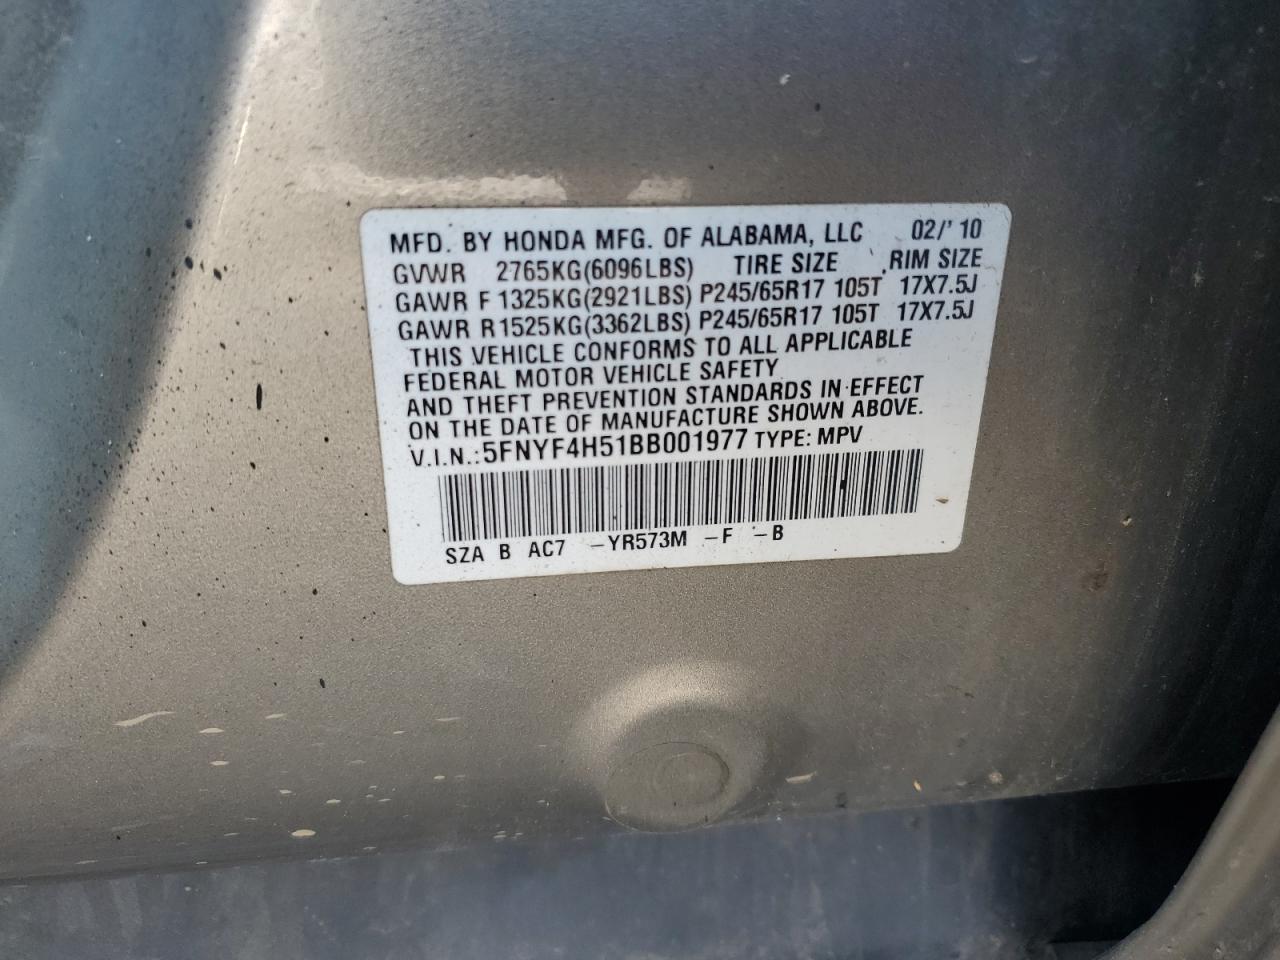 MFD. BY HONDA MFG. OF ALABAMA, LLC 02/'10
GVWR 2765KG(6096LBS) TIRE SIZE RIM SIZE
GAWR F 1325KG(2921LBS) P245/65R17 105T 17X7.5J
GAWR R 1525KG(3362LBS) P245/65R17 105T 17X7.5J
THIS VEHICLE CONFORMS TO ALL APPLICABLE
FEDERAL MOTOR VEHICLE SAFETY
AND THEFT PREVENTION STANDARDS IN EFFECT
ON THE DATE OF MANUFACTURE SHOWN ABOVE.
V.I.N.: 5FNYF4H51BB001977 TYPE: MPV
SZA B AC7 -YR573M -F -B